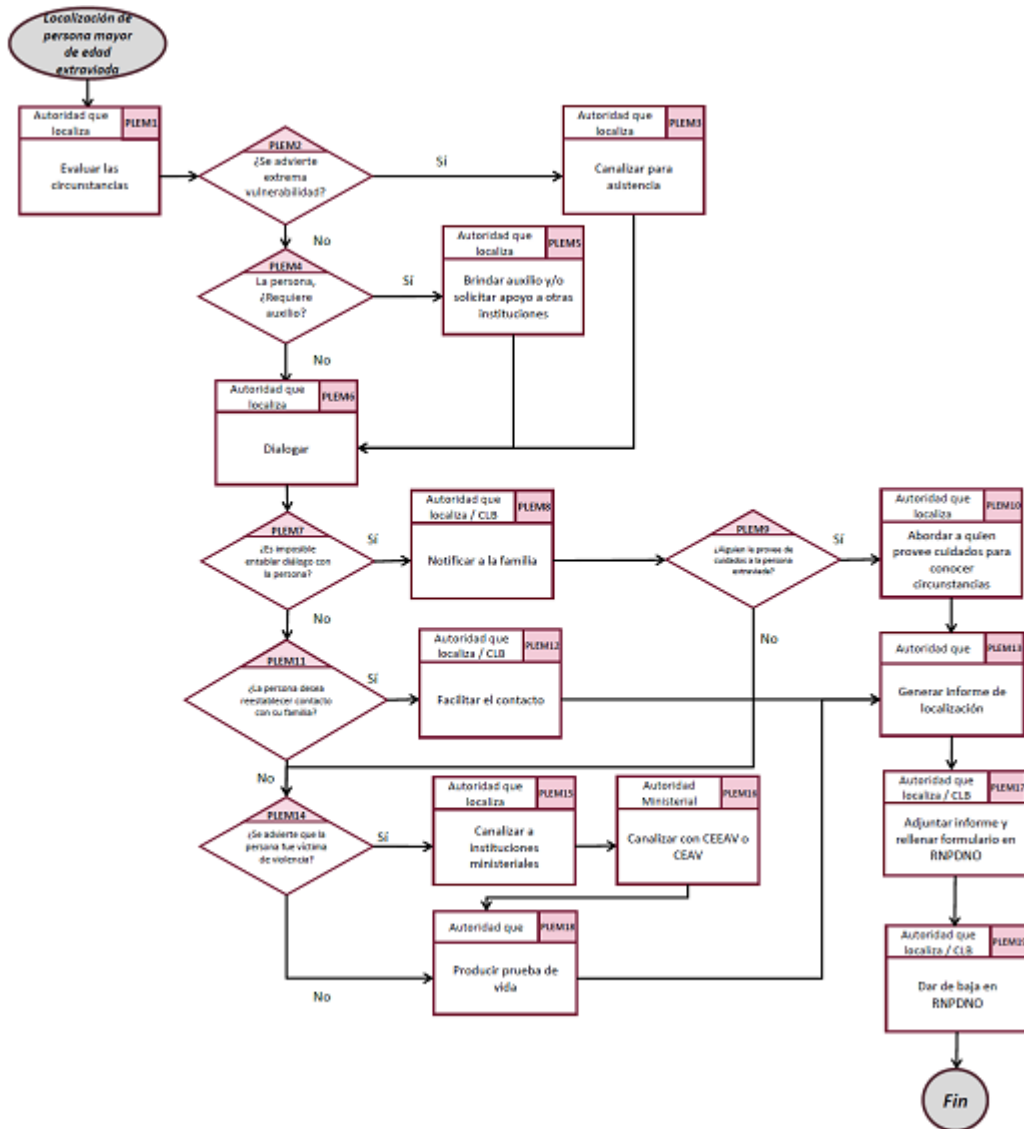 Localización de
persona mayor
de edad
extraviada
Autoridad que
localiza
PLEM1
Evaluar las
circunstancias
PLEM2
¿Se advierte
extrema
vulnerabilidad?
Sí
Autoridad que
localiza
PLEM3
Canalizar para
asistencia
No
PLEM4
La persona,
¿Requiere
auxilio?
Sí
Autoridad que
localiza
PLEM5
Brindar auxilio y/o
solicitar apoyo a otras
instituciones
No
Autoridad que
localiza
PLEM6
Dialogar
PLEM7
¿Es imposible
entablar diálogo con
la persona?
Sí
Autoridad que
localiza / CLB
PLEM8
Notificar a la familia
PLEM9
¿Alguien le provee de
cuidados a la persona
extraviada?
Sí
Autoridad que
localiza
PLEM10
Abordar a quien
provee cuidados para
conocer
circunstancias
No
No
PLEM11
¿La persona desea
reestablecer contacto
con su familia?
Sí
Autoridad que
localiza / CLB
PLEM12
Facilitar el contacto
Autoridad que
PLEM13
Generar informe de
localización
No
PLEM14
¿Se advierte que la
persona fue víctima
de violencia?
Sí
Autoridad que
localiza
PLEM15
Canalizar a
instituciones
ministeriales
Autoridad
Ministerial
PLEM16
Canalizar con CEEAV o
CEAV
Autoridad que
localiza / CLB
PLEM17
Adjuntar informe y
rellenar formulario en
RNPDNO
No
Autoridad que
PLEM18
Producir prueba de
vida
Autoridad que
localiza / CLB
PLEM19
Dar de baja en
RNPDNO
Fin